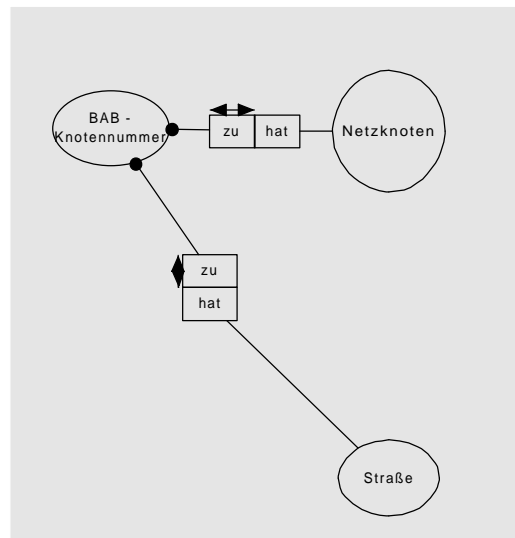 BAB -
Knotennummer
zu
hat
Netzknoten
zu
hat
Straße